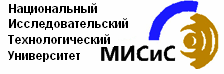 Национальный
Исследовательский
Технологический
Университет
МИСиС